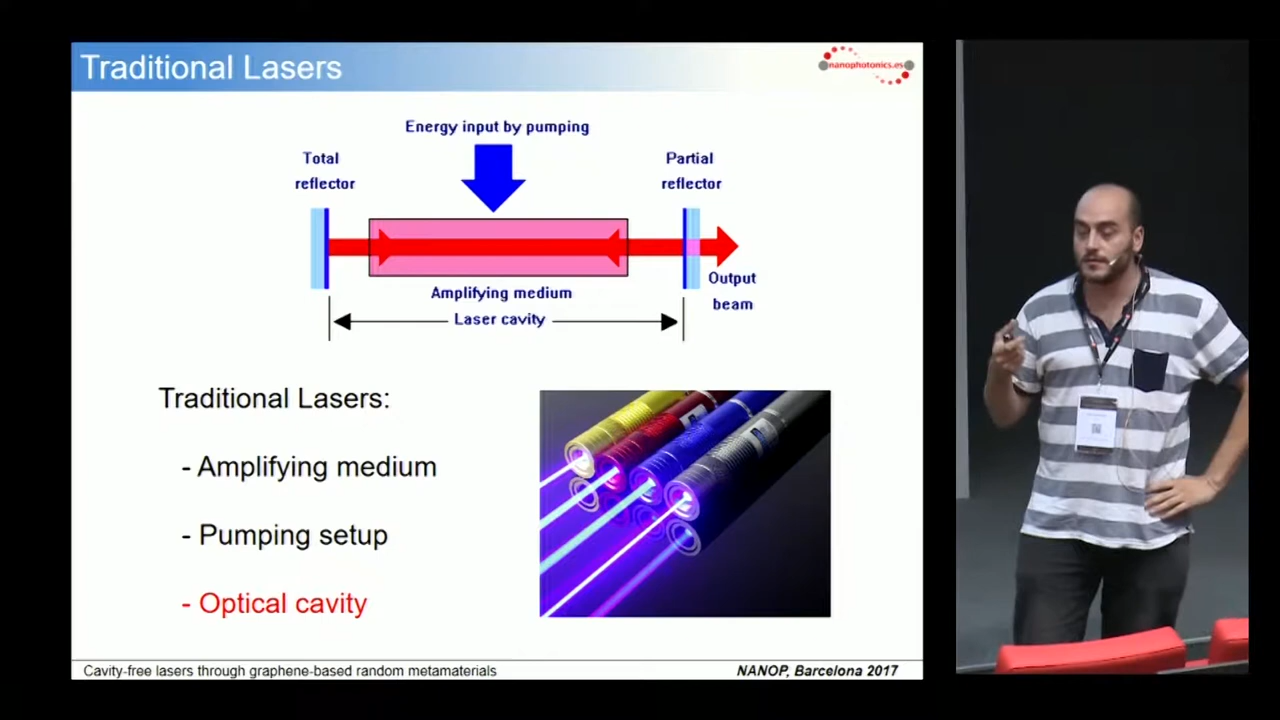 Traditional Lasers
nanophotonics.es
Energy input by pumping
Total
reflector
Partial
reflector
Output
beam
Amplifying medium
Laser cavity
Traditional Lasers:
- Amplifying medium
- Pumping setup
- Optical cavity
Cavity-free lasers through graphene-based random metamaterials
NANOP, Barcelona 2017